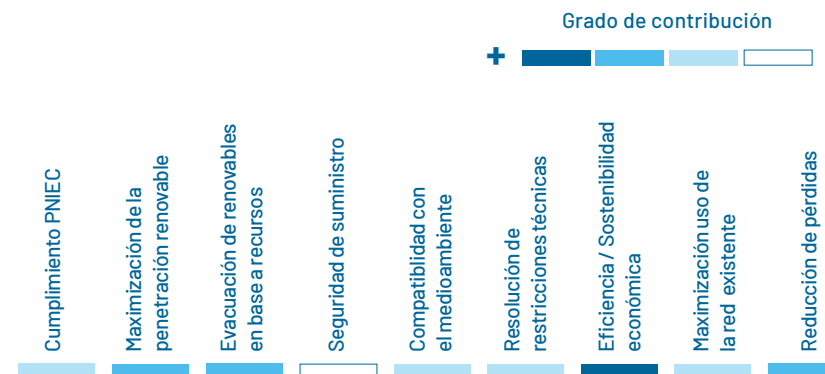 Grado de contribución
+
Cumplimiento PNIEC
Maximización de la
penetración renovable
Evacuación de renovables
en base a recursos
Seguridad de suministro
Compatiblidad con
el medioambiente
Resolución de
restricciones técnicas
Eficiencia / Sostenibilidad
económica
Maximización uso de
la red existente
Reducción de pérdidas